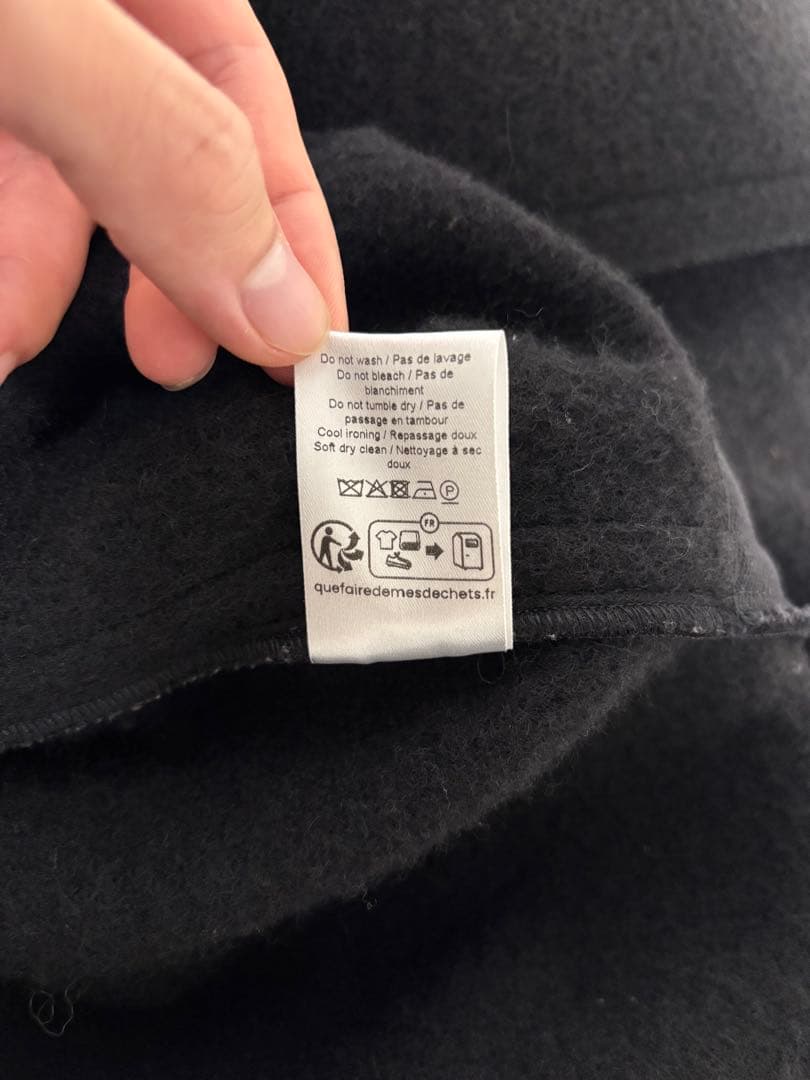 Do not wash / Pas de lavage
Do not bleach / Pas de
blanchiment
Do not tumble dry / Pas de
passage en tambour
Cool ironing / Repassage doux
Soft dry clean / Nettoyage à sec
doux
P
FR
quefairedemesdechets.fr